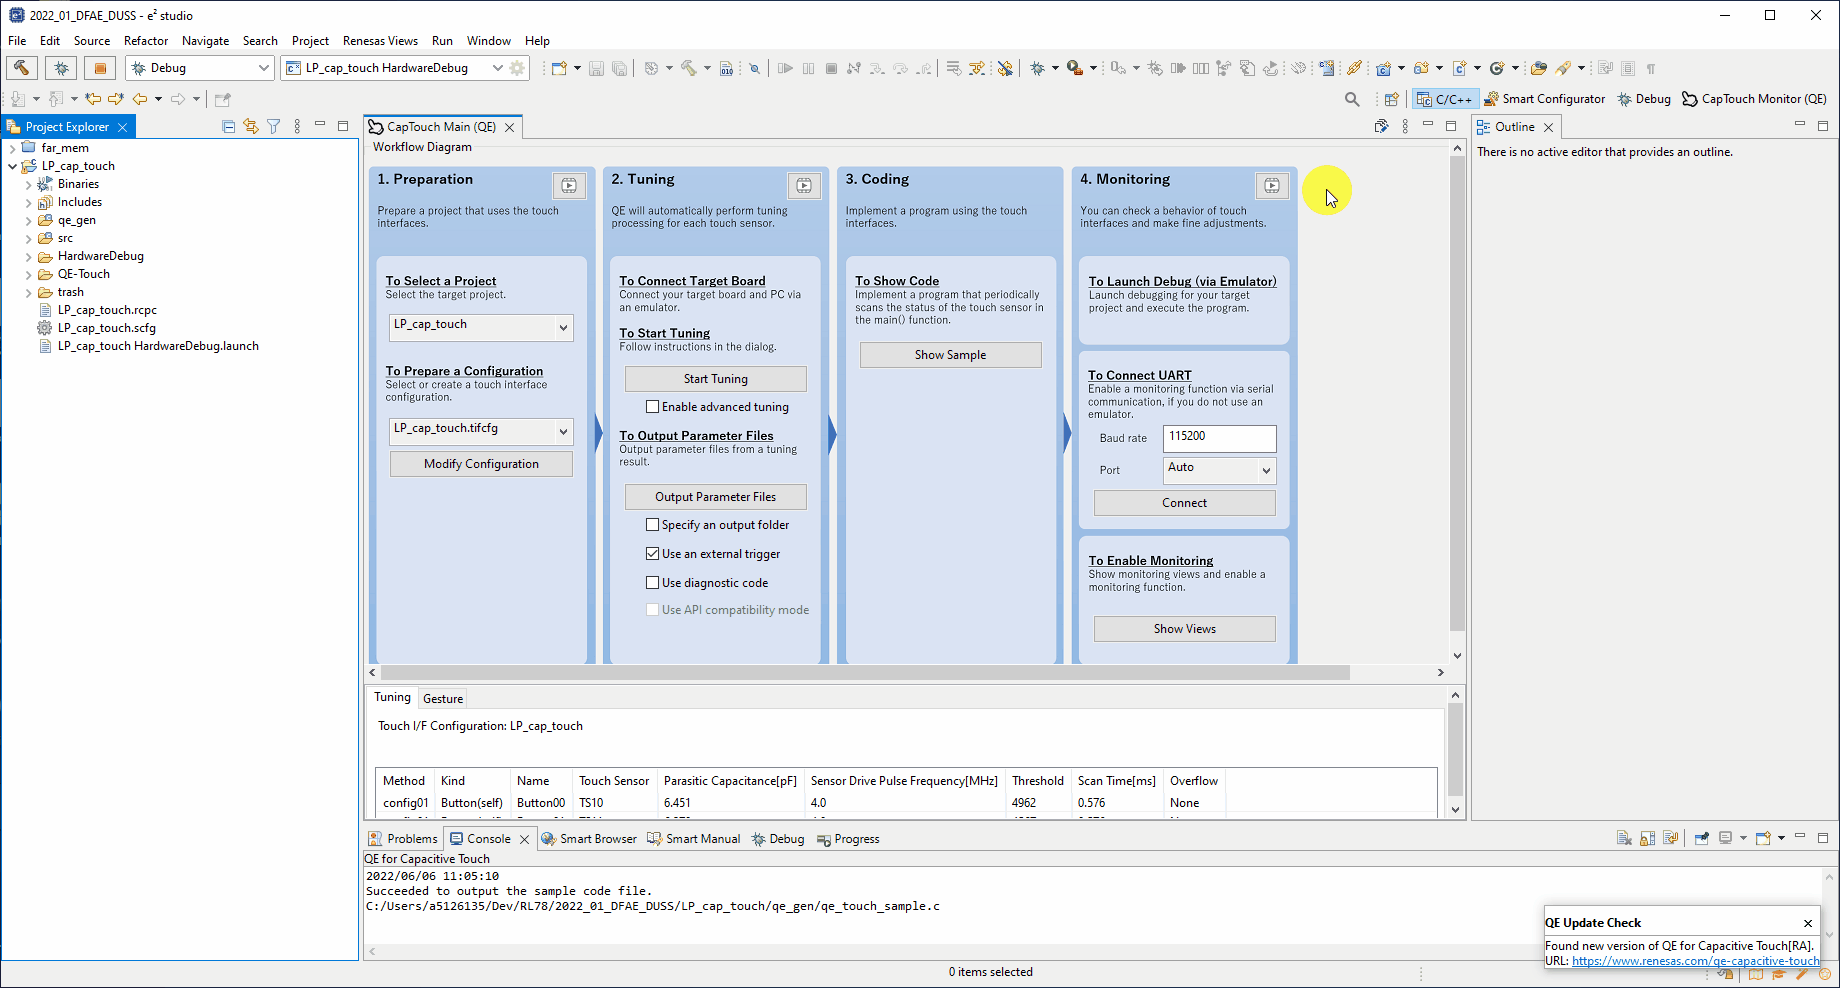 2022_01_DFAE_DUSS - e² studio
File Edit Source Refactor Navigate Search Project Renesas Views Run Window Help
Debug
LP_cap_touch HardwareDebug
C/C++
Smart Configurator
Debug
CapTouch Monitor (QE)
Project Explorer
far_mem
LP_cap_touch
Binaries
Includes
qe_gen
src
HardwareDebug
QE-Touch
trash
LP_cap_touch.rcpc
LP_cap_touch.scfg
LP_cap_touch HardwareDebug.launch
CapTouch Main (QE)
Workflow Diagram
1. Preparation
Prepare a project that uses the touch
interfaces.
To Select a Project
Select the target project.
LP_cap_touch
To Prepare a Configuration
Select or create a touch interface
configuration.
LP_cap_touch.tifcfg
Modify Configuration
2. Tuning
QE will automatically perform tuning
processing for each touch sensor.
To Connect Target Board
Connect your target board and PC via
an emulator.
To Start Tuning
Follow instructions in the dialog.
Start Tuning
Enable advanced tuning
To Output Parameter Files
Output parameter files from a tuning
result.
Output Parameter Files
Specify an output folder
Use an external trigger
Use diagnostic code
Use API compatibility mode
3. Coding
Implement a program using the touch
interfaces.
To Show Code
Implement a program that periodically
scans the status of the touch sensor in
the main() function.
Show Sample
4. Monitoring
You can check a behavior of touch
interfaces and make fine adjustments.
To Launch Debug (via Emulator)
Launch debugging for your target
project and execute the program.
To Connect UART
Enable a monitoring function via serial
communication, if you do not use an
emulator.
Baud rate 115200
Port Auto
Connect
To Enable Monitoring
Show monitoring views and enable a
monitoring function.
Show Views
Outline
There is no active editor that provides an outline.
Tuning Gesture
Touch I/F Configuration: LP_cap_touch
Method Kind Name Touch Sensor Parasitic Capacitance[pF] Sensor Drive Pulse Frequency[MHz] Threshold Scan Time[ms] Overflow
config01 Button(self) Button00 TS10 6.451 4.0 4962 0.576 None
Problems Console Smart Browser Smart Manual Debug Progress
QE for Capacitive Touch
2022/06/06 11:05:10
Succeeded to output the sample code file.
C:/Users/a5126135/Dev/RL78/2022_01_DFAE_DUSS/LP_cap_touch/qe_gen/qe_touch_sample.c
QE Update Check
Found new version of QE for Capacitive Touch[RA].
URL: https://www.renesas.com/qe-capacitive-touch
0 items selected